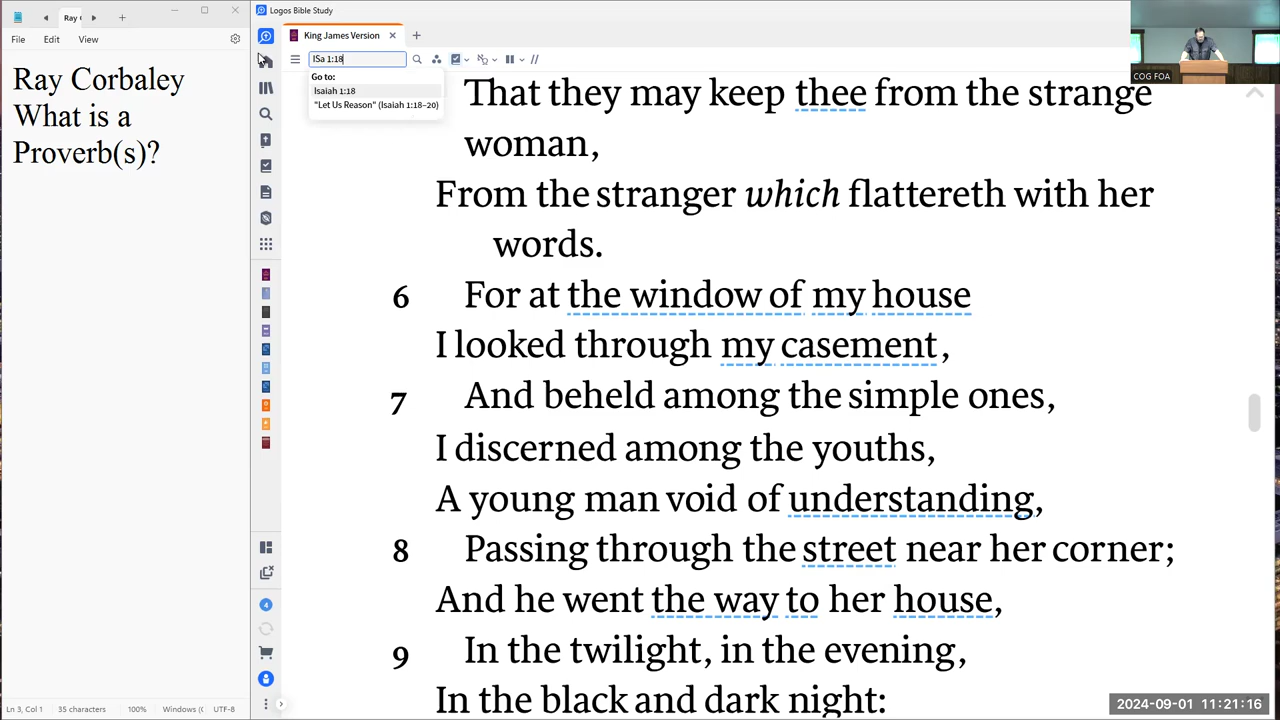 Ray
Logos Bible Study
File Edit View
King James Version
ISa 1:18
Go to:
Isaiah 1:18
"Let Us Reason" (Isaiah 1:18–20)
COG FOA
Ray Corbaley
What is a
Proverb(s)?
That they may keep thee from the strange
woman,
From the stranger which flattereth with her
words.
6 For at the window of my house
I looked through my casement,
7 And beheld among the simple ones,
I discerned among the youths,
A young man void of understanding,
8 Passing through the street near her corner;
And he went the way to her house,
9 In the twilight, in the evening,
In the black and dark night:
4
Ln 3, Col 1 35 characters 100% Windows (C UTF-8
2024-09-01 11:21:16